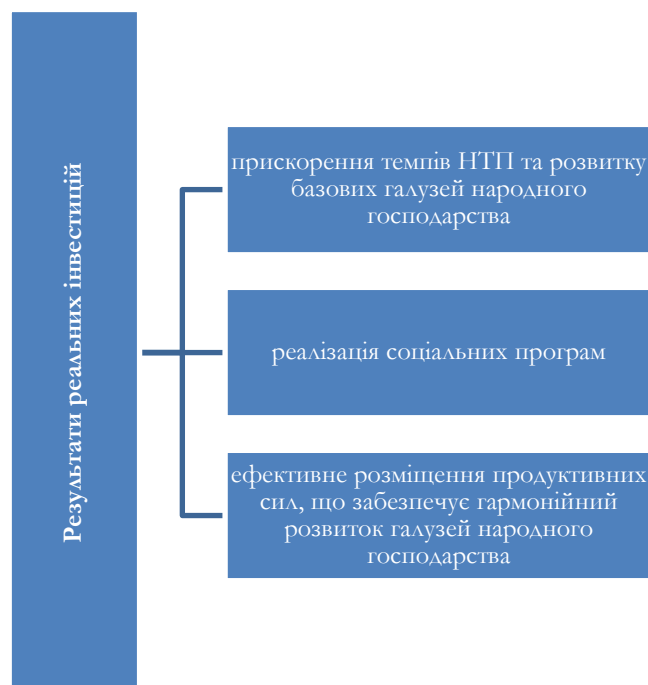 Результати реальних інвестицій
прискорення темпів НТП та розвитку
базових галузей народного
господарства
реалізація соціальних програм
ефективне розміщення продуктивних
сил, що забезпечує гармонійний
розвиток галузей народного
господарства